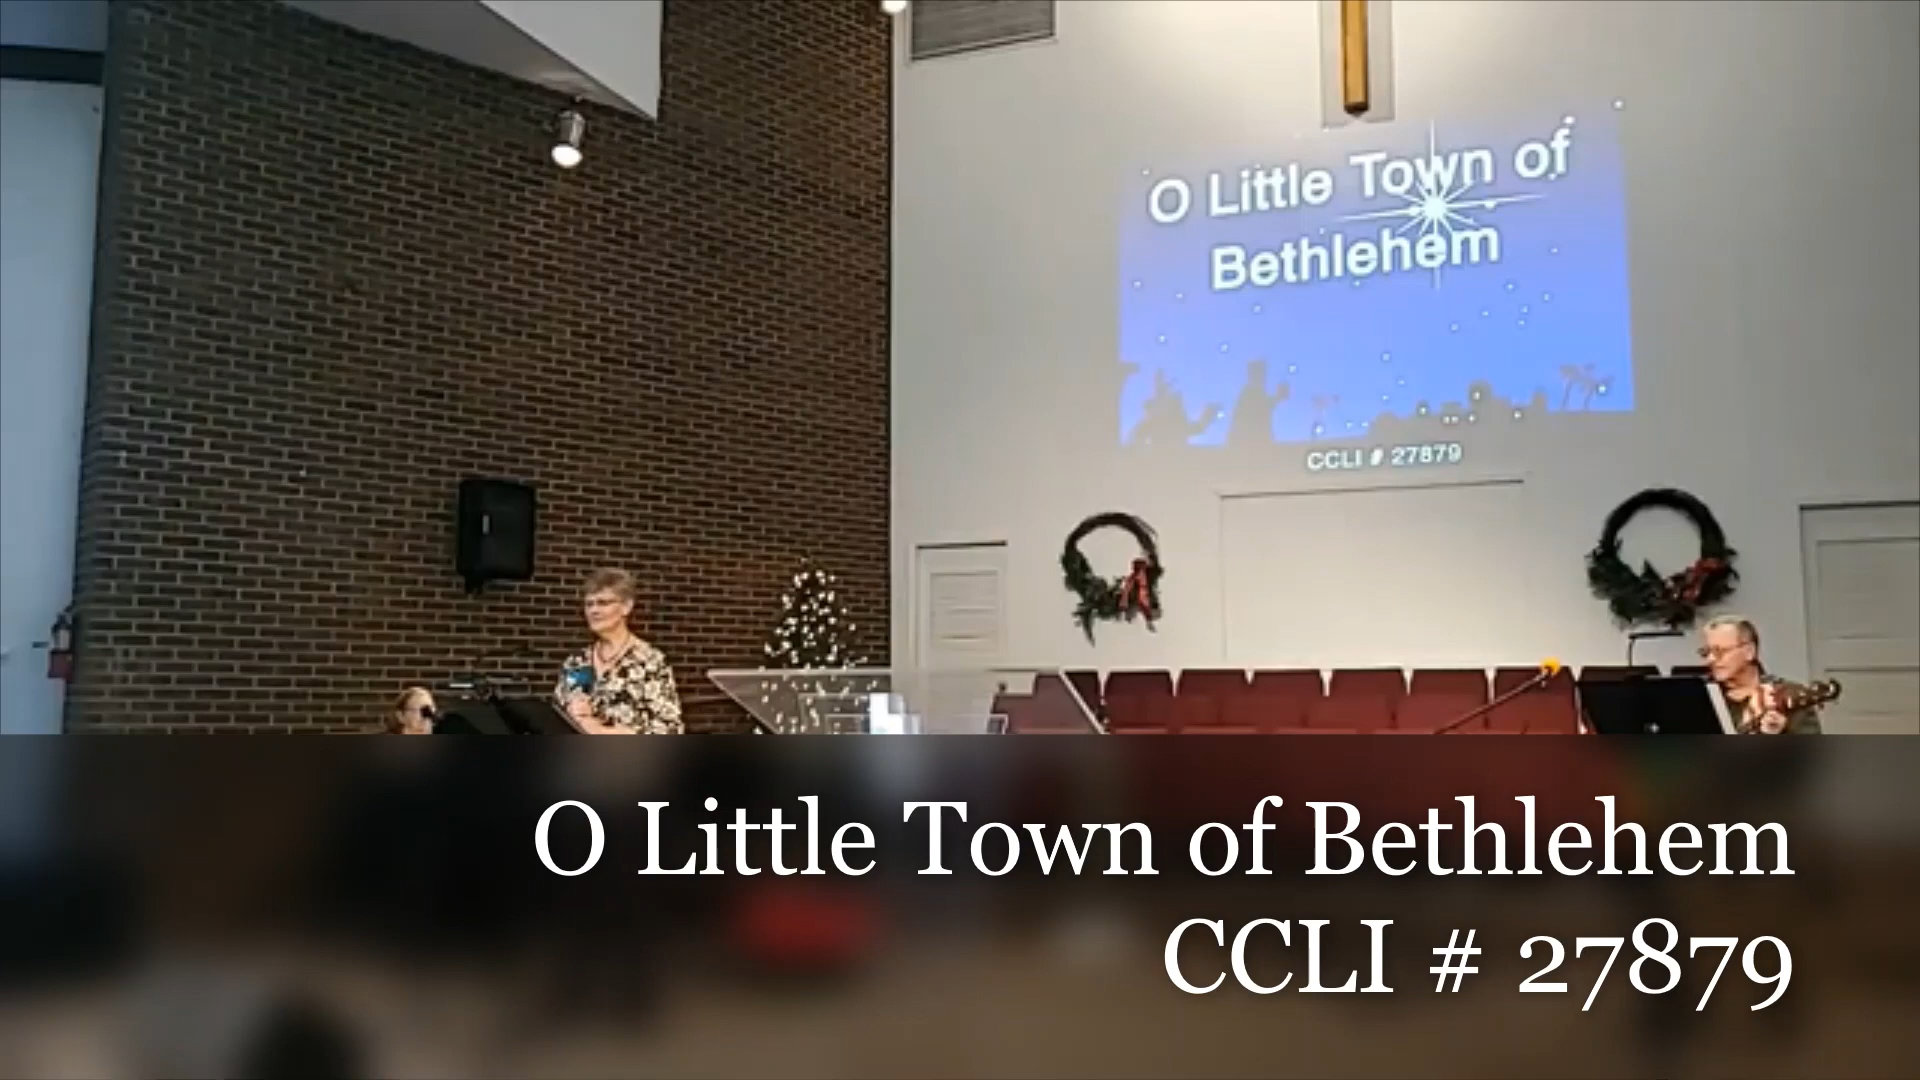 O Little Town of
Bethlehem
CCLI # 27879
O Little Town of Bethlehem
CCLI # 27879